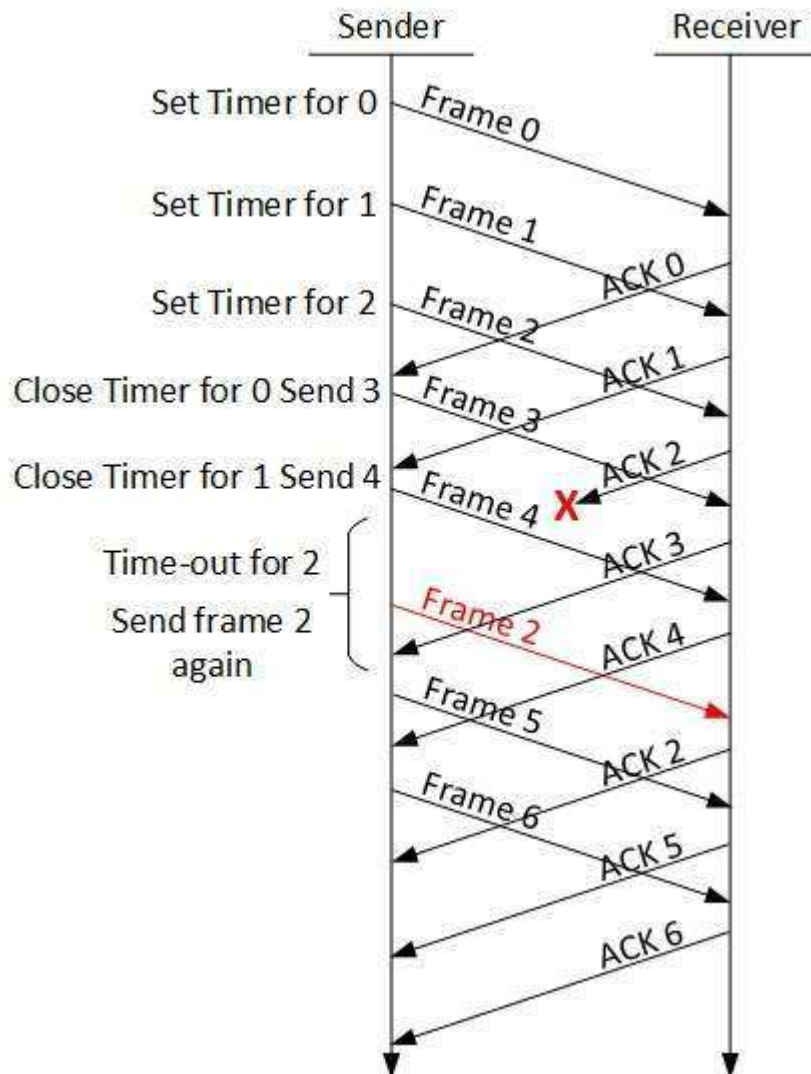 Sender
Receiver
Set Timer for 0
Frame 0
Set Timer for 1
Frame 1
ACK 0
Set Timer for 2
Frame 2
ACK 1
Close Timer for 0 Send 3
Frame 3
ACK 2
Close Timer for 1 Send 4
Frame 4
X
ACK 3
Time-out for 2
Send frame 2
again
Frame 2
ACK 4
Frame 5
ACK 2
Frame 6
ACK 5
ACK 6